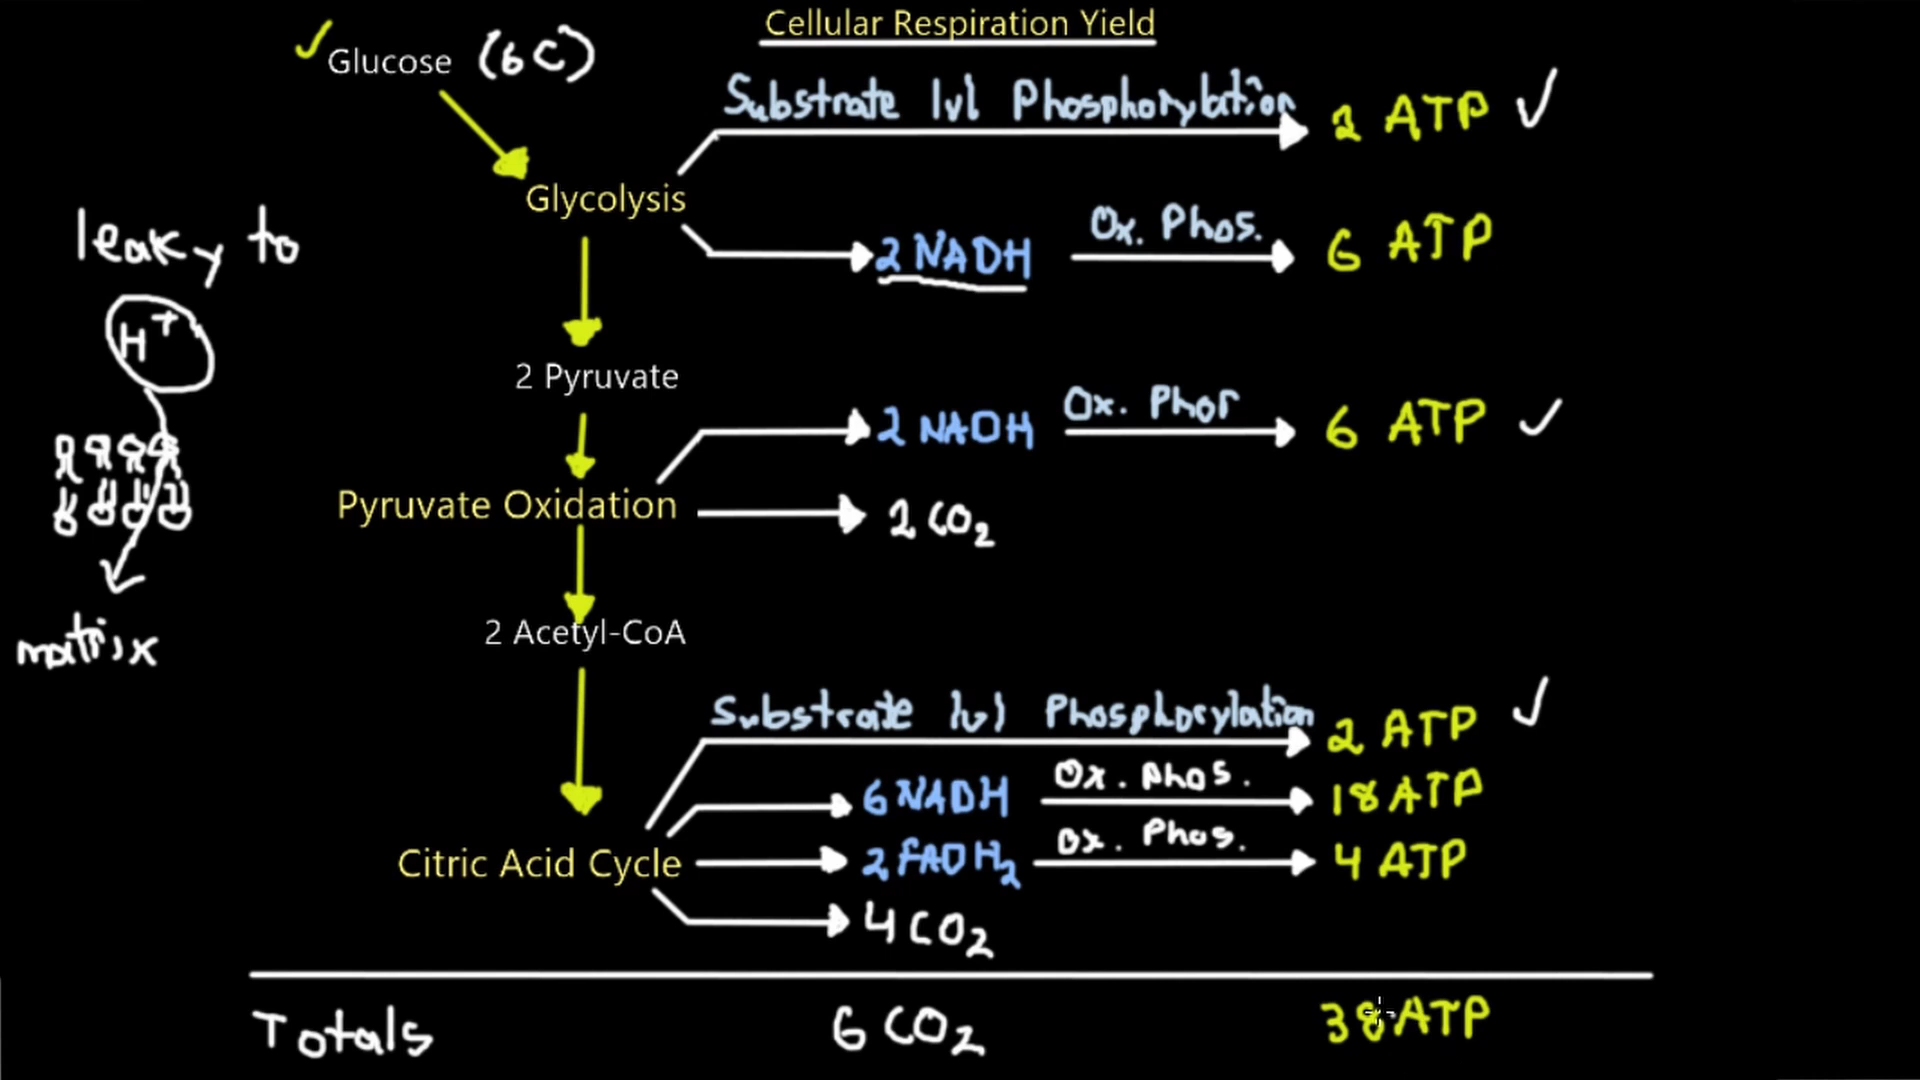 Cellular Respiration Yield
Glucose (6C)
Substrate lvl Phosphorylation 2 ATP
Glycolysis
2 NADH Ox. Phos. 6 ATP
leaky to
H+
2 Pyruvate
2 NADH Ox. Phos 6 ATP
Pyruvate Oxidation 2 CO2
matrix
2 Acetyl-CoA
Substrate lvl Phosphorylation 2 ATP
6 NADH Ox. Phos. 18 ATP
Citric Acid Cycle 2 FADH2 Ox. Phos. 4 ATP
4 CO2
Totals 6 CO2 38 ATP